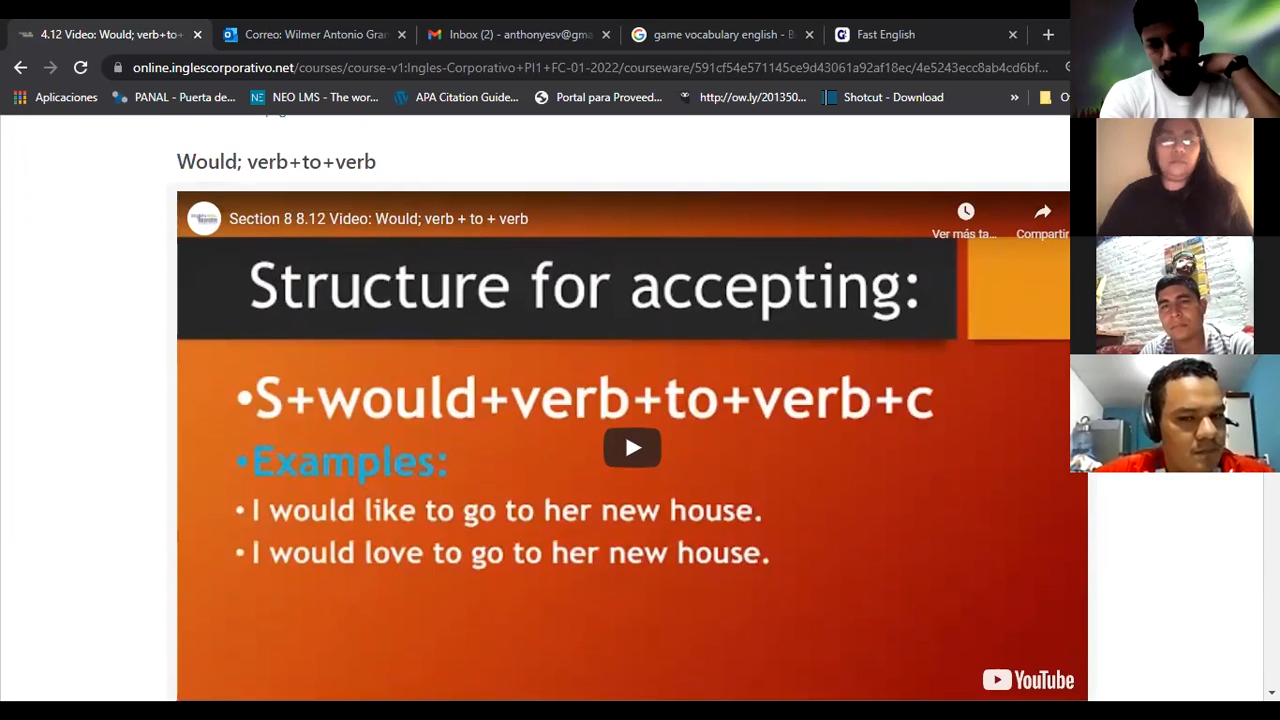 4.12 Video: Would; verb+to+
Correo: Wilmer Antonio Gran
Inbox (2) - anthonyesv@gma
game vocabulary english - B
Fast English
online.inglescorporativo.net/courses/course-v1:Ingles-Corporativo+PI1+FC-01-2022/courseware/591cf54e571145ce9d43061a92af18ec/4e5243ecc8ab4cd6bf...
Aplicaciones
PANAL - Puerta de...
NEO LMS - The wor...
APA Citation Guide...
Portal para Proveed...
http://ow.ly/201350...
Shotcut - Download
»
Would; verb+to+verb
Section 8 8.12 Video: Would; verb + to + verb
Ver más ta...
Compartir
Structure for accepting:
•S+would+verb+to+verb+c
•Examples:
• I would like to go to her new house.
• I would love to go to her new house.
YouTube